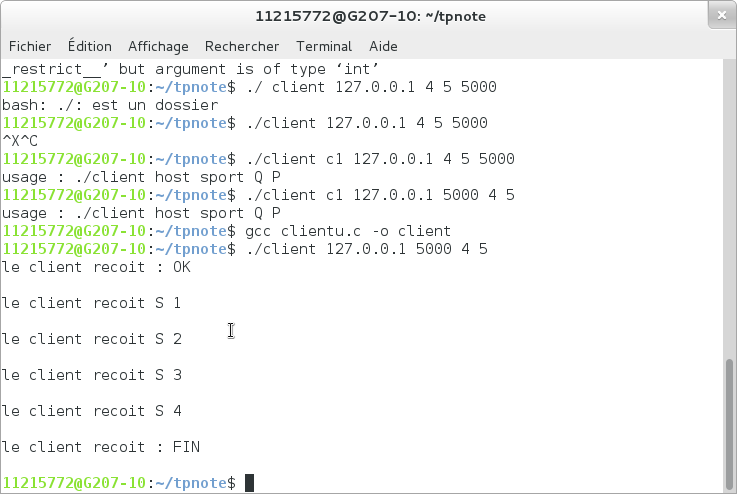 11215772@G207-10: ~/tpnote
Fichier Édition Affichage Rechercher Terminal Aide
_restrict__’ but argument is of type ‘int’
11215772@G207-10:~/tpnote$ ./ client 127.0.0.1 4 5 5000
bash: ./: est un dossier
11215772@G207-10:~/tpnote$ ./client 127.0.0.1 4 5 5000
^X^C
11215772@G207-10:~/tpnote$ ./client c1 127.0.0.1 4 5 5000
usage : ./client host sport Q P
11215772@G207-10:~/tpnote$ ./client c1 127.0.0.1 5000 4 5
usage : ./client host sport Q P
11215772@G207-10:~/tpnote$ gcc clientu.c -o client
11215772@G207-10:~/tpnote$ ./client 127.0.0.1 5000 4 5
le client recoit : OK
le client recoit S 1
le client recoit S 2
le client recoit S 3
le client recoit S 4
le client recoit : FIN
11215772@G207-10:~/tpnote$